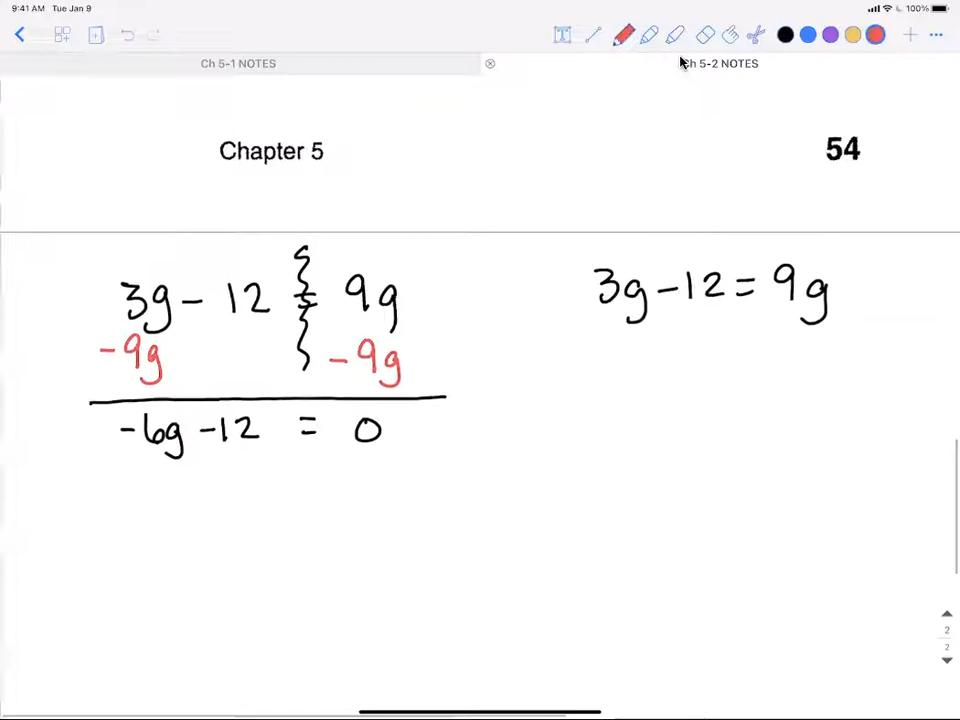 9:41 AM Tue Jan 9 100%
Ch 5-1 NOTES Ch 5-2 NOTES
Chapter 5 54
3g - 12 = 9g
-9g -9g
-6g - 12 = 0
3g - 12 = 9g
2
2